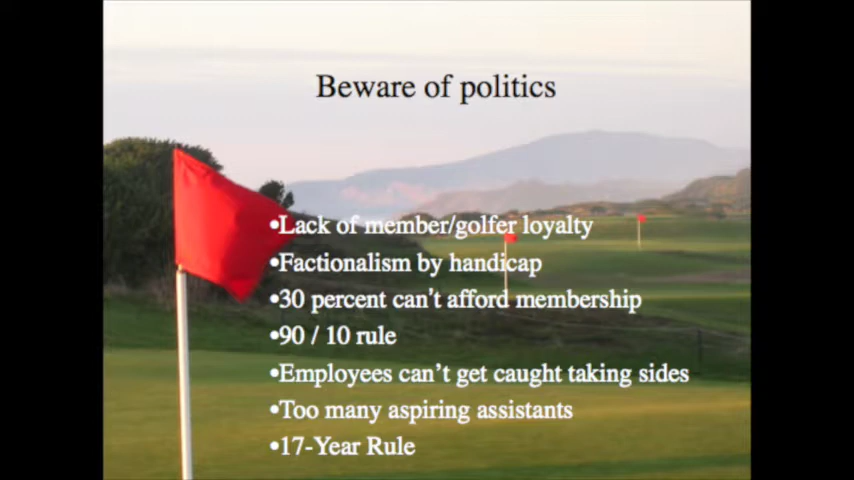 Beware of politics
•Lack of member/golfer loyalty
•Factionalism by handicap
•30 percent can't afford membership
•90 / 10 rule
•Employees can't get caught taking sides
•Too many aspiring assistants
•17-Year Rule